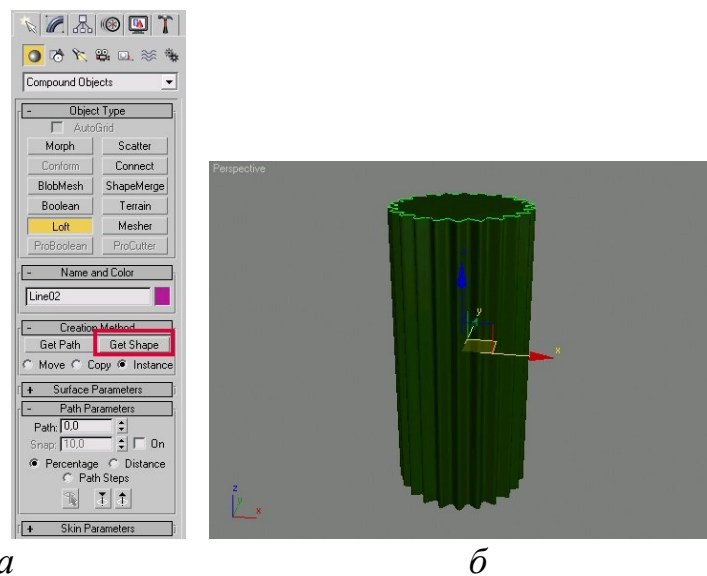 Compound Objects
- Object Type
AutoGrid
Morph Scatter
Conform Connect
BlobMesh ShapeMerge
Boolean Terrain
Loft Mesher
ProBoolean ProCutter
- Name and Color
Line02
- Creation Method
Get Path Get Shape
Move Copy Instance
+ Surface Parameters
- Path Parameters
Path: 0,0
Snap: 10,0 On
Percentage Distance
Path Steps
+ Skin Parameters
Perspective
z
y
x
z
y
x
а
б